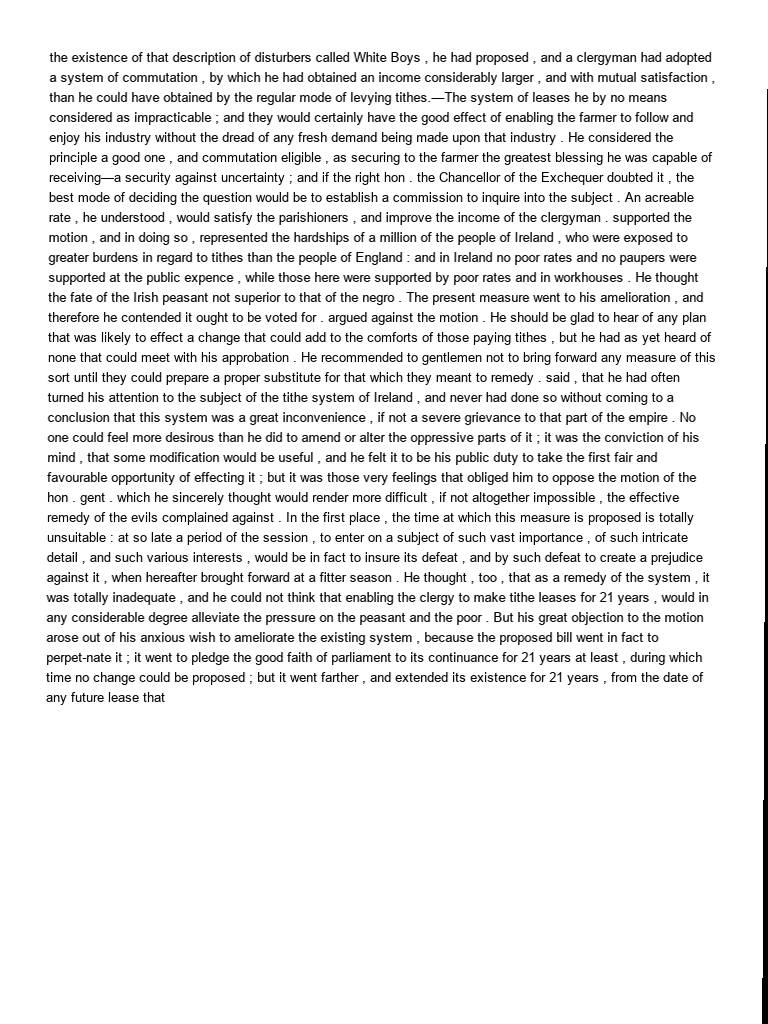 the existence of that description of disturbers called White Boys , he had proposed , and a clergyman had adopted
a system of commutation , by which he had obtained an income considerably larger , and with mutual satisfaction ,
than he could have obtained by the regular mode of levying tithes.—The system of leases he by no means
considered as impracticable ; and they would certainly have the good effect of enabling the farmer to follow and
enjoy his industry without the dread of any fresh demand being made upon that industry . He considered the
principle a good one , and commutation eligible , as securing to the farmer the greatest blessing he was capable of
receiving—a security against uncertainty ; and if the right hon . the Chancellor of the Exchequer doubted it , the
best mode of deciding the question would be to establish a commission to inquire into the subject . An acreable
rate , he understood , would satisfy the parishioners , and improve the income of the clergyman . supported the
motion , and in doing so , represented the hardships of a million of the people of Ireland , who were exposed to
greater burdens in regard to tithes than the people of England : and in Ireland no poor rates and no paupers were
supported at the public expence , while those here were supported by poor rates and in workhouses . He thought
the fate of the Irish peasant not superior to that of the negro . The present measure went to his amelioration , and
therefore he contended it ought to be voted for . argued against the motion . He should be glad to hear of any plan
that was likely to effect a change that could add to the comforts of those paying tithes , but he had as yet heard of
none that could meet with his approbation . He recommended to gentlemen not to bring forward any measure of this
sort until they could prepare a proper substitute for that which they meant to remedy . said , that he had often
turned his attention to the subject of the tithe system of Ireland , and never had done so without coming to a
conclusion that this system was a great inconvenience , if not a severe grievance to that part of the empire . No
one could feel more desirous than he did to amend or alter the oppressive parts of it ; it was the conviction of his
mind , that some modification would be useful , and he felt it to be his public duty to take the first fair and
favourable opportunity of effecting it ; but it was those very feelings that obliged him to oppose the motion of the
hon . gent . which he sincerely thought would render more difficult , if not altogether impossible , the effective
remedy of the evils complained against . In the first place , the time at which this measure is proposed is totally
unsuitable : at so late a period of the session , to enter on a subject of such vast importance , of such intricate
detail , and such various interests , would be in fact to insure its defeat , and by such defeat to create a prejudice
against it , when hereafter brought forward at a fitter season . He thought , too , that as a remedy of the system , it
was totally inadequate , and he could not think that enabling the clergy to make tithe leases for 21 years , would in
any considerable degree alleviate the pressure on the peasant and the poor . But his great objection to the motion
arose out of his anxious wish to ameliorate the existing system , because the proposed bill went in fact to
perpet-nate it ; it went to pledge the good faith of parliament to its continuance for 21 years at least , during which
time no change could be proposed ; but it went farther , and extended its existence for 21 years , from the date of
any future lease that